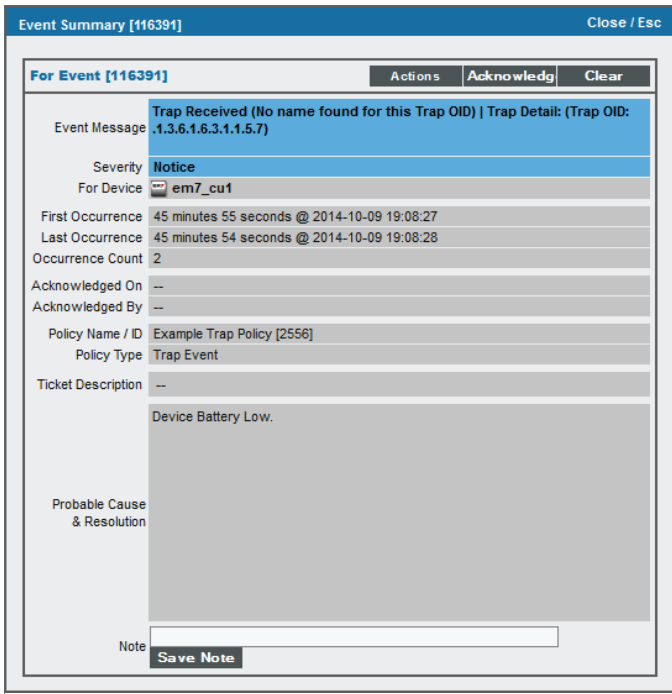 Event Summary [116391]
Close / Esc
For Event [116391]
Actions
Acknowledg
Clear
Event Message
Trap Received (No name found for this Trap OID) | Trap Detail: (Trap OID:
.1.3.6.1.6.3.1.1.5.7)
Severity
Notice
For Device
em7_cu1
First Occurrence
45 minutes 55 seconds @ 2014-10-09 19:08:27
Last Occurrence
45 minutes 54 seconds @ 2014-10-09 19:08:28
Occurrence Count
2
Acknowledged On
--
Acknowledged By
--
Policy Name / ID
Example Trap Policy [2556]
Policy Type
Trap Event
Ticket Description
--
Device Battery Low.
Probable Cause
& Resolution
Note
Save Note